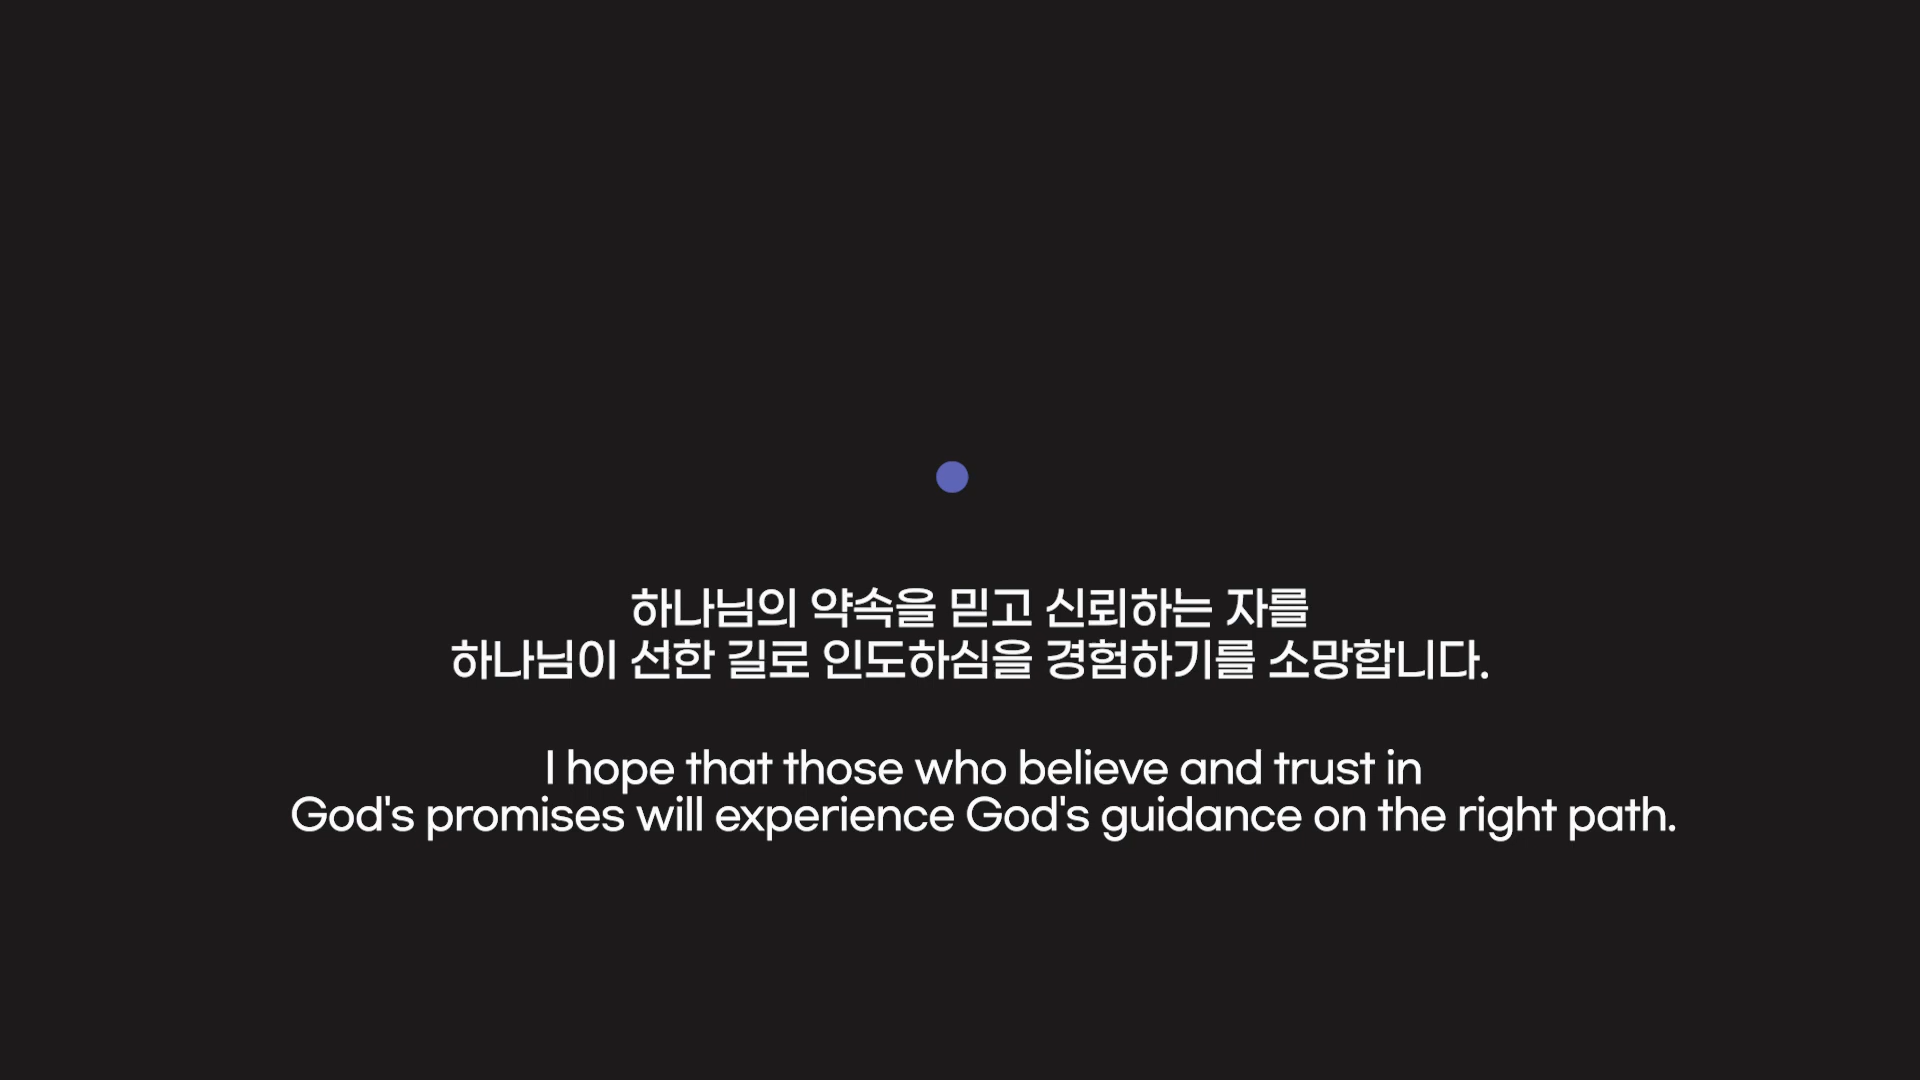 하나님의 약속을 믿고 신뢰하는 자를
하나님이 선한 길로 인도하심을 경험하기를 소망합니다.
I hope that those who believe and trust in
God's promises will experience God's guidance on the right path.